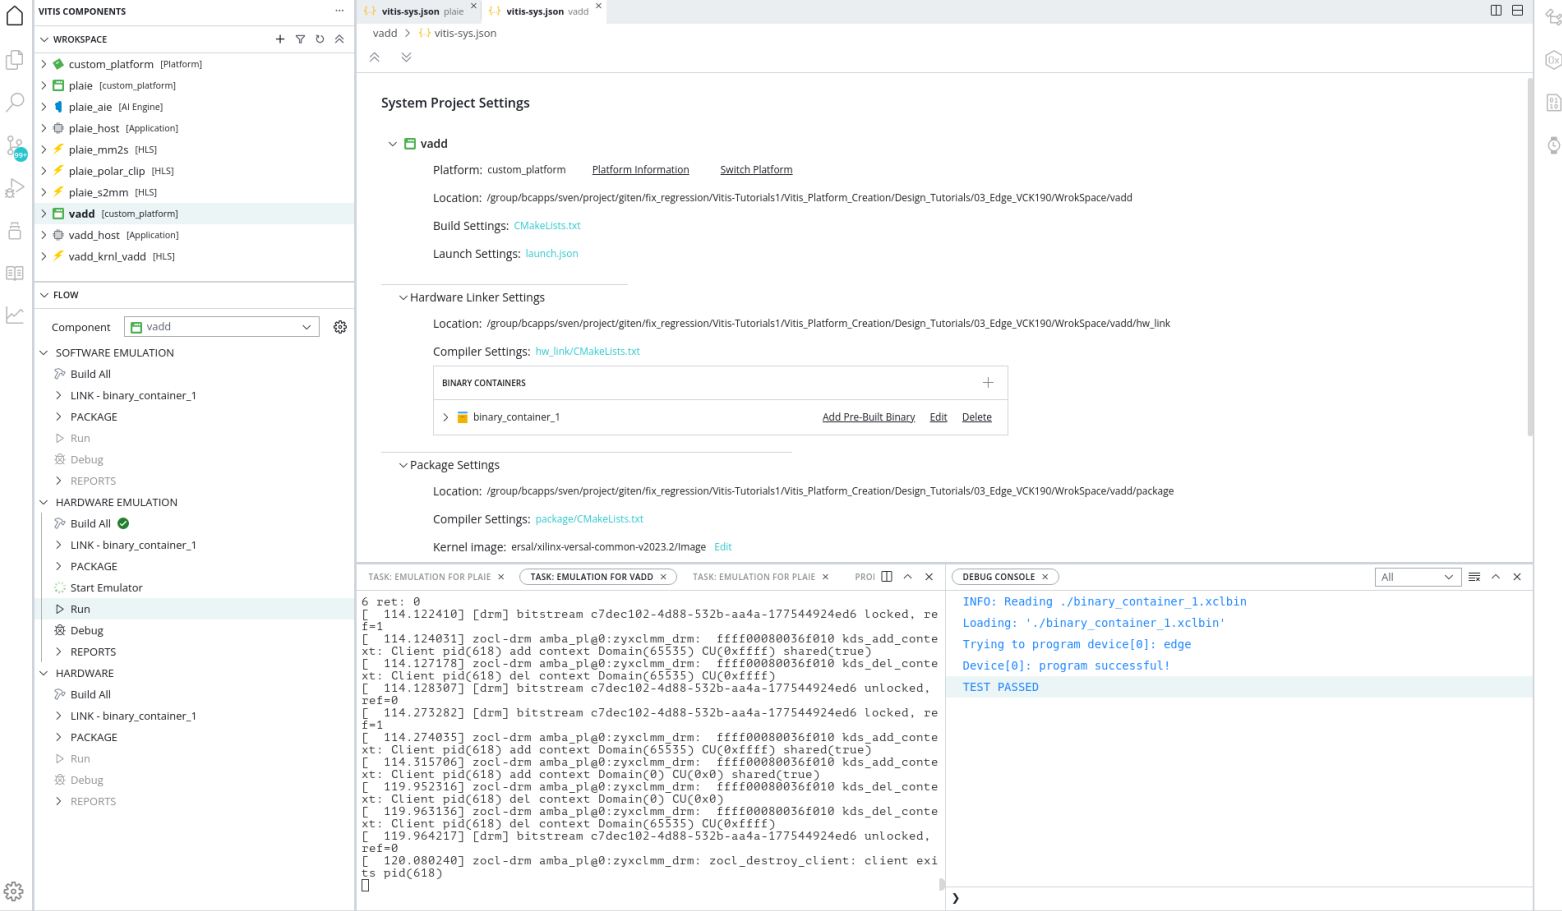 VITIS COMPONENTS
WROKSPACE
custom_platform [Platform]
plaie [custom_platform]
plaie_aie [AI Engine]
plaie_host [Application]
plaie_mm2s [HLS]
plaie_polar_clip [HLS]
plaie_s2mm [HLS]
vadd [custom_platform]
vadd_host [Application]
vadd_krnl_vadd [HLS]
99+
FLOW
Component vadd
SOFTWARE EMULATION
Build All
LINK - binary_container_1
PACKAGE
Run
Debug
REPORTS
HARDWARE EMULATION
Build All
LINK - binary_container_1
PACKAGE
Start Emulator
Run
Debug
REPORTS
HARDWARE
Build All
LINK - binary_container_1
PACKAGE
Run
Debug
REPORTS
vitis-sys.json plaie
vitis-sys.json vadd
vadd > vitis-sys.json
System Project Settings
vadd
Platform: custom_platform Platform Information Switch Platform
Location: /group/bcapps/sven/project/giten/fix_regression/Vitis-Tutorials1/Vitis_Platform_Creation/Design_Tutorials/03_Edge_VCK190/WrokSpace/vadd
Build Settings: CMakeLists.txt
Launch Settings: launch.json
Hardware Linker Settings
Location: /group/bcapps/sven/project/giten/fix_regression/Vitis-Tutorials1/Vitis_Platform_Creation/Design_Tutorials/03_Edge_VCK190/WrokSpace/vadd/hw_link
Compiler Settings: hw_link/CMakeLists.txt
BINARY CONTAINERS
binary_container_1 Add Pre-Built Binary Edit Delete
Package Settings
Location: /group/bcapps/sven/project/giten/fix_regression/Vitis-Tutorials1/Vitis_Platform_Creation/Design_Tutorials/03_Edge_VCK190/WrokSpace/vadd/package
Compiler Settings: package/CMakeLists.txt
Kernel image: ersal/xilinx-versal-common-v2023.2/Image Edit
TASK: EMULATION FOR PLAIE
TASK: EMULATION FOR VADD
TASK: EMULATION FOR PLAIE
PROI
6 ret: 0
[  114.122410] [drm] bitstream c7dec102-4d88-532b-aa4a-177544924ed6 locked, re
f=1
[  114.124031] zocl-drm amba_pl@0:zyxclmm_drm:  ffff00080036f010 kds_add_conte
xt: Client pid(618) add context Domain(65535) CU(0xffff) shared(true)
[  114.127178] zocl-drm amba_pl@0:zyxclmm_drm:  ffff00080036f010 kds_del_conte
xt: Client pid(618) del context Domain(65535) CU(0xffff)
[  114.128307] [drm] bitstream c7dec102-4d88-532b-aa4a-177544924ed6 unlocked, 
ref=0
[  114.273282] [drm] bitstream c7dec102-4d88-532b-aa4a-177544924ed6 locked, re
f=1
[  114.274035] zocl-drm amba_pl@0:zyxclmm_drm:  ffff00080036f010 kds_add_conte
xt: Client pid(618) add context Domain(65535) CU(0xffff) shared(true)
[  114.315706] zocl-drm amba_pl@0:zyxclmm_drm:  ffff00080036f010 kds_add_conte
xt: Client pid(618) add context Domain(0) CU(0x0) shared(true)
[  119.952316] zocl-drm amba_pl@0:zyxclmm_drm:  ffff00080036f010 kds_del_conte
xt: Client pid(618) del context Domain(0) CU(0x0)
[  119.963136] zocl-drm amba_pl@0:zyxclmm_drm:  ffff00080036f010 kds_del_conte
xt: Client pid(618) del context Domain(65535) CU(0xffff)
[  119.964217] [drm] bitstream c7dec102-4d88-532b-aa4a-177544924ed6 unlocked, 
ref=0
[  120.080240] zocl-drm amba_pl@0:zyxclmm_drm: zocl_destroy_client: client exi
ts pid(618)
DEBUG CONSOLE
All
INFO: Reading ./binary_container_1.xclbin
Loading: './binary_container_1.xclbin'
Trying to program device[0]: edge
Device[0]: program successful!
TEST PASSED